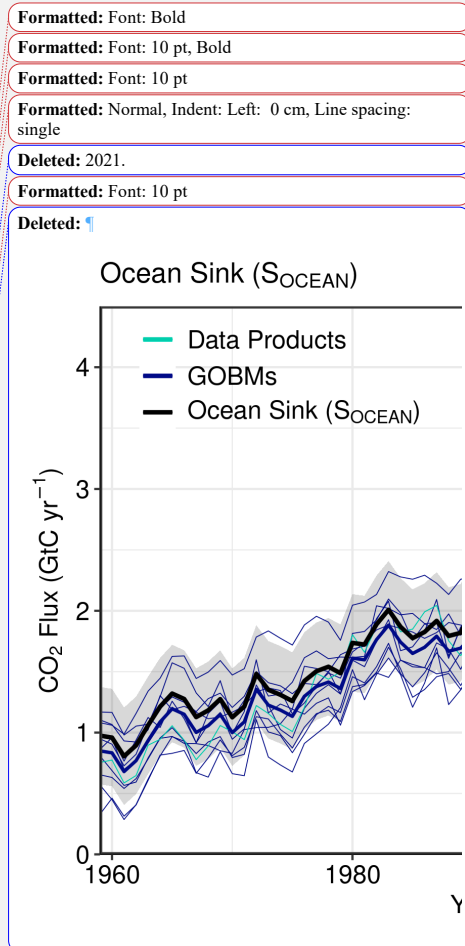 Formatted: Font: Bold
Formatted: Font: 10 pt, Bold
Formatted: Font: 10 pt
Formatted: Normal, Indent: Left: 0 cm, Line spacing:
single
Deleted: 2021.
Formatted: Font: 10 pt
Deleted: ¶
Ocean Sink (SOCEAN)
Data Products
GOBMs
Ocean Sink (SOCEAN)
CO2 Flux (GtC yr−1)
4
3
2
1
0
1960
1980
Y